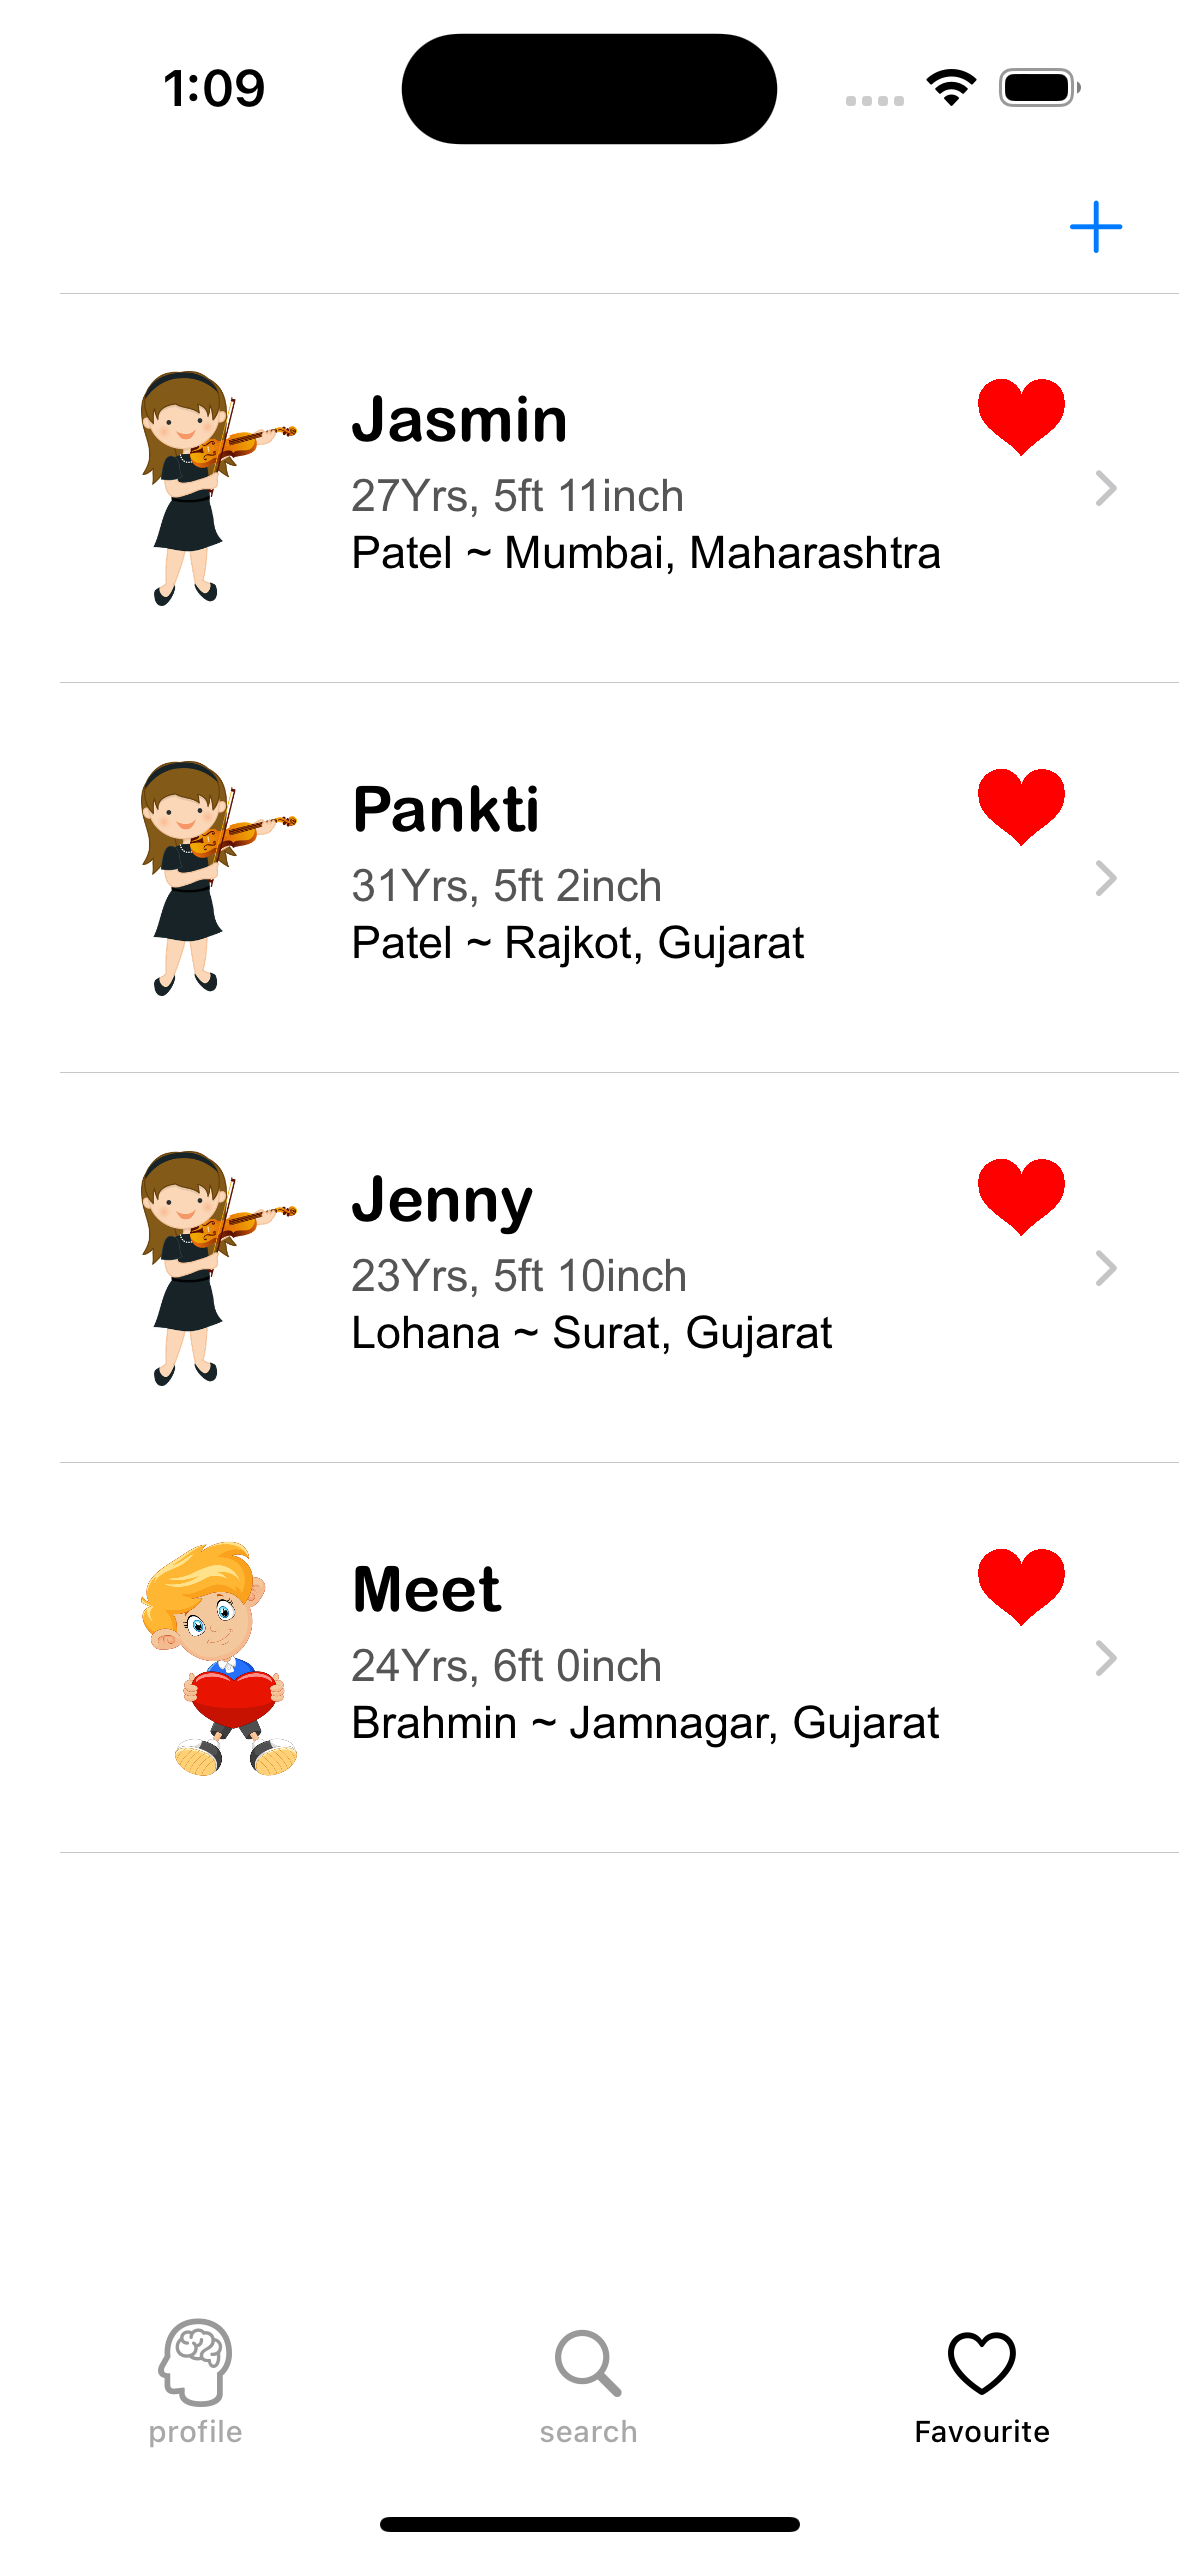 1:09
Jasmin
27Yrs, 5ft 11inch
Patel ~ Mumbai, Maharashtra
Pankti
31Yrs, 5ft 2inch
Patel ~ Rajkot, Gujarat
Jenny
23Yrs, 5ft 10inch
Lohana ~ Surat, Gujarat
Meet
24Yrs, 6ft 0inch
Brahmin ~ Jamnagar, Gujarat
profile
search
Favourite